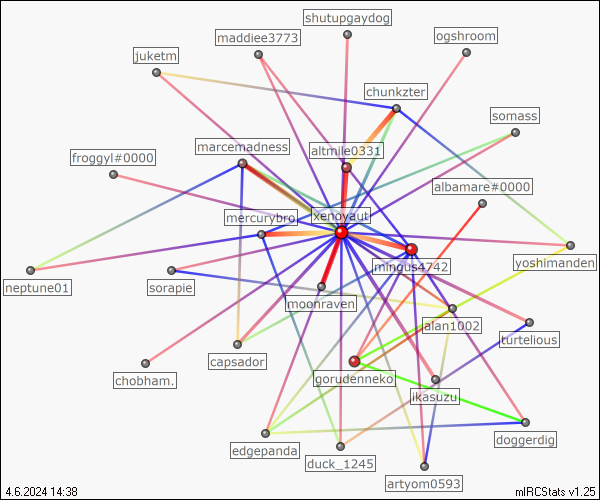 shutupgaydog
maddiee3773
ogshroom
juketm
chunkzter
somass
marcemadness
altmile0331
froggyl#0000
albamare#0000
mercurybro.
xenoyaut
yoshimanden
mingus4742
neptune01
sorapie
moonraven
jalan1002
turtelious
capsador
chobham.
gorudenneko
ikasuzu
doggerdig
edgepanda
duck_1245
artyom0593
4.6.2024 14:38
mIRCStats v1.25